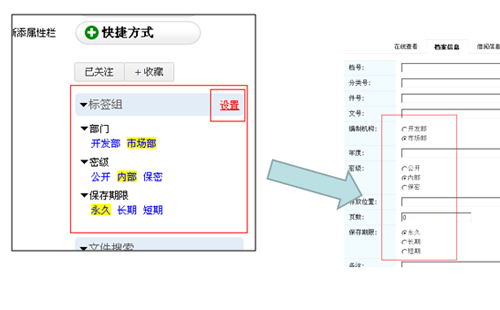 新添属性栏
快捷方式
已关注 +收藏
标签组 设置
部门
开发部 市场部
密级
公开 内部 保密
保存期限
永久 长期 短期
文件搜索
在线查看 档案信息 借阅信息
档号:
分类号:
件号:
文号:
编制机构:
开发部
市场部
年度:
密级:
公开
内部
保密
存放位置:
页数: 0
保存期限:
永久
长期
短期
备注: